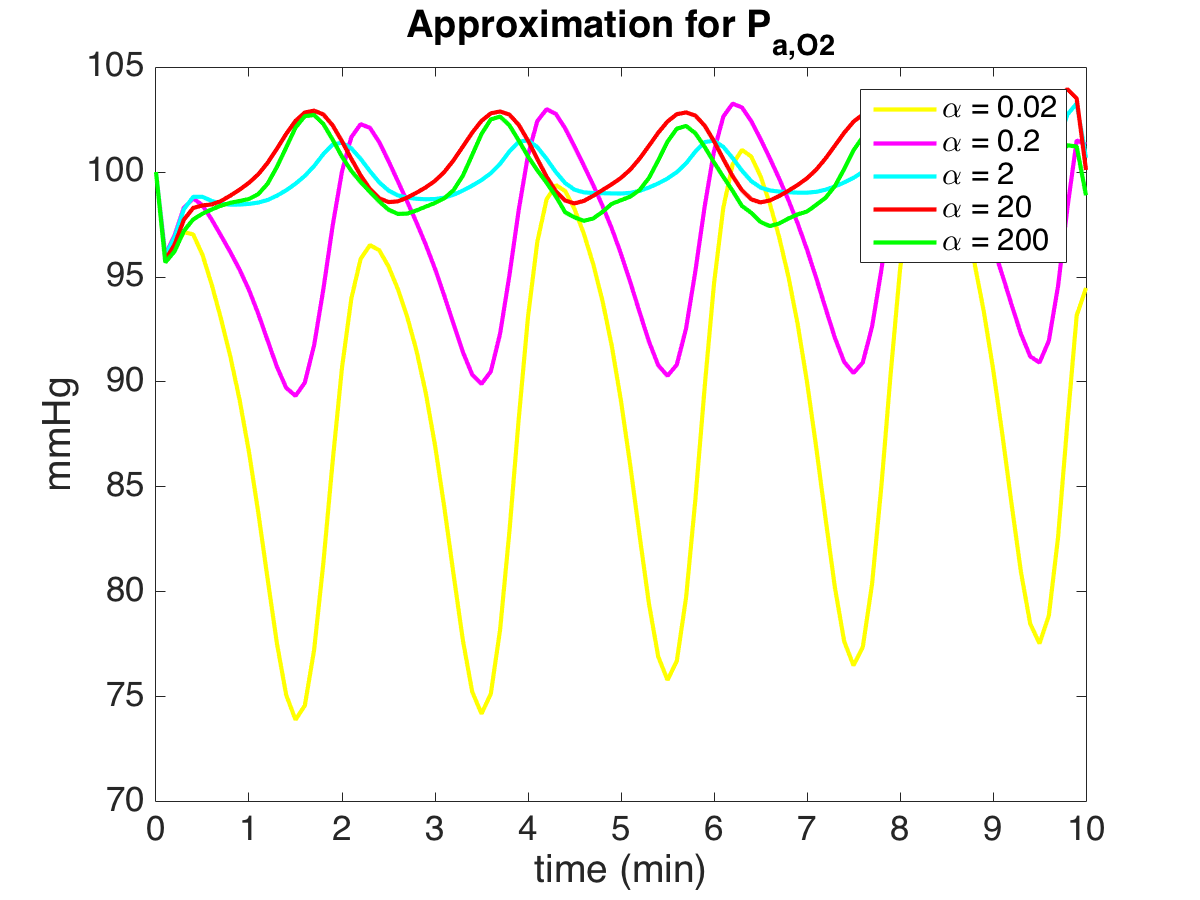 Approximation for Pa,O2
105
100
95
90
85
80
75
70
mmHg
α = 0.02
α = 0.2
α = 2
α = 20
α = 200
0 1 2 3 4 5 6 7 8 9 10
time (min)